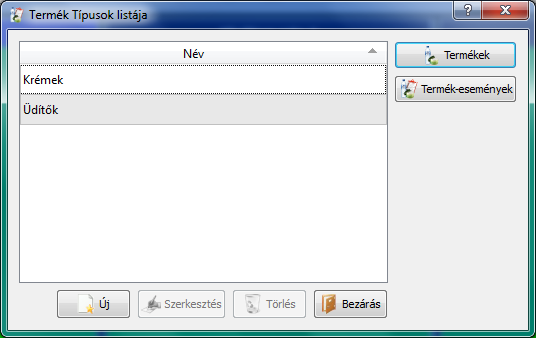 Termék Típusok listája
?
Név
Krémek
Üdítők
Termékek
Termék-események
Új
Szerkesztés
Törlés
Bezárás